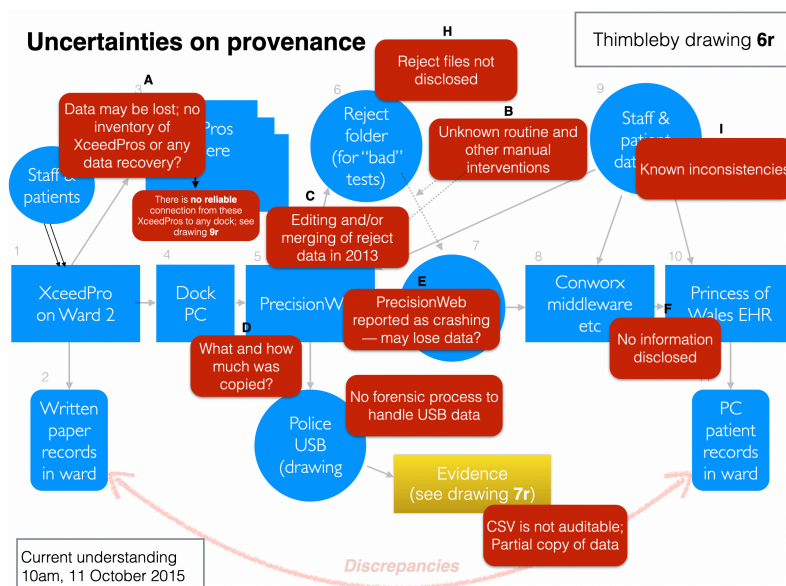 Uncertainties on provenance
Thimbleby drawing 6r
H
Reject files not
disclosed
A
3
Data may be lost; no
inventory of
XceedPros or any
data recovery?
Pros
ere
6
Reject
folder
(for "bad"
tests)
B
Unknown routine and
other manual
interventions
9
Staff &
patient
dat
I
Known inconsistencies
Staff &
patients
There is no reliable
connection from these
XceedPros to any dock; see
drawing 9r
C
Editing and/or
merging of reject
data in 2013
1
XceedPro
on Ward 2
4
Dock
PC
5
PrecisionW
7
E
PrecisionWeb
reported as crashing
— may lose data?
8
Conworx
middleware
etc
10
Princess of
Wales EHR
D
What and how
much was
copied?
F
No information
disclosed
2
Written
paper
records
in ward
No forensic process to
handle USB data
Police
USB
(drawing
PC
patient
records
in ward
Evidence
(see drawing 7r)
CSV is not auditable;
Partial copy of data
Discrepancies
Current understanding
10am, 11 October 2015